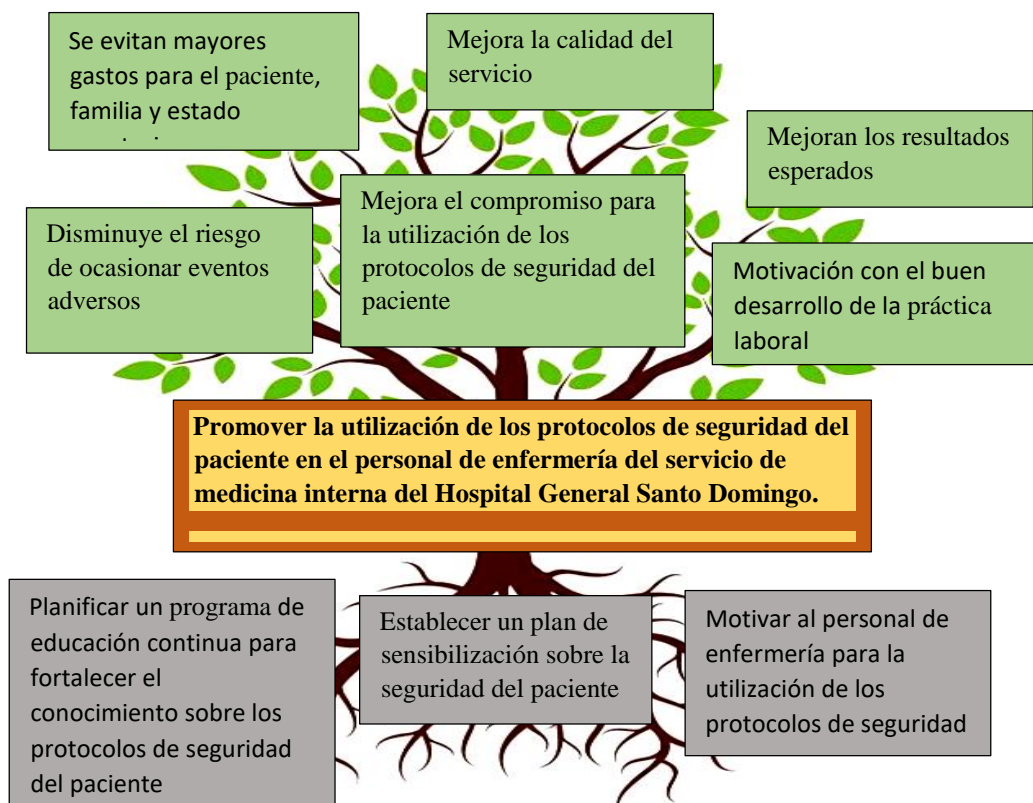 Se evitan mayores
gastos para el paciente,
familia y estado
Mejora la calidad del
servicio
Mejoran los resultados
esperados
Disminuye el riesgo
de ocasionar eventos
adversos
Mejora el compromiso para
la utilización de los
protocolos de seguridad del
paciente
Motivación con el buen
desarrollo de la práctica
laboral
Promover la utilización de los protocolos de seguridad del
paciente en el personal de enfermería del servicio de
medicina interna del Hospital General Santo Domingo.
Planificar un programa de
educación continua para
fortalecer el
conocimiento sobre los
protocolos de seguridad
del paciente
Establecer un plan de
sensibilización sobre la
seguridad del paciente
Motivar al personal de
enfermería para la
utilización de los
protocolos de seguridad